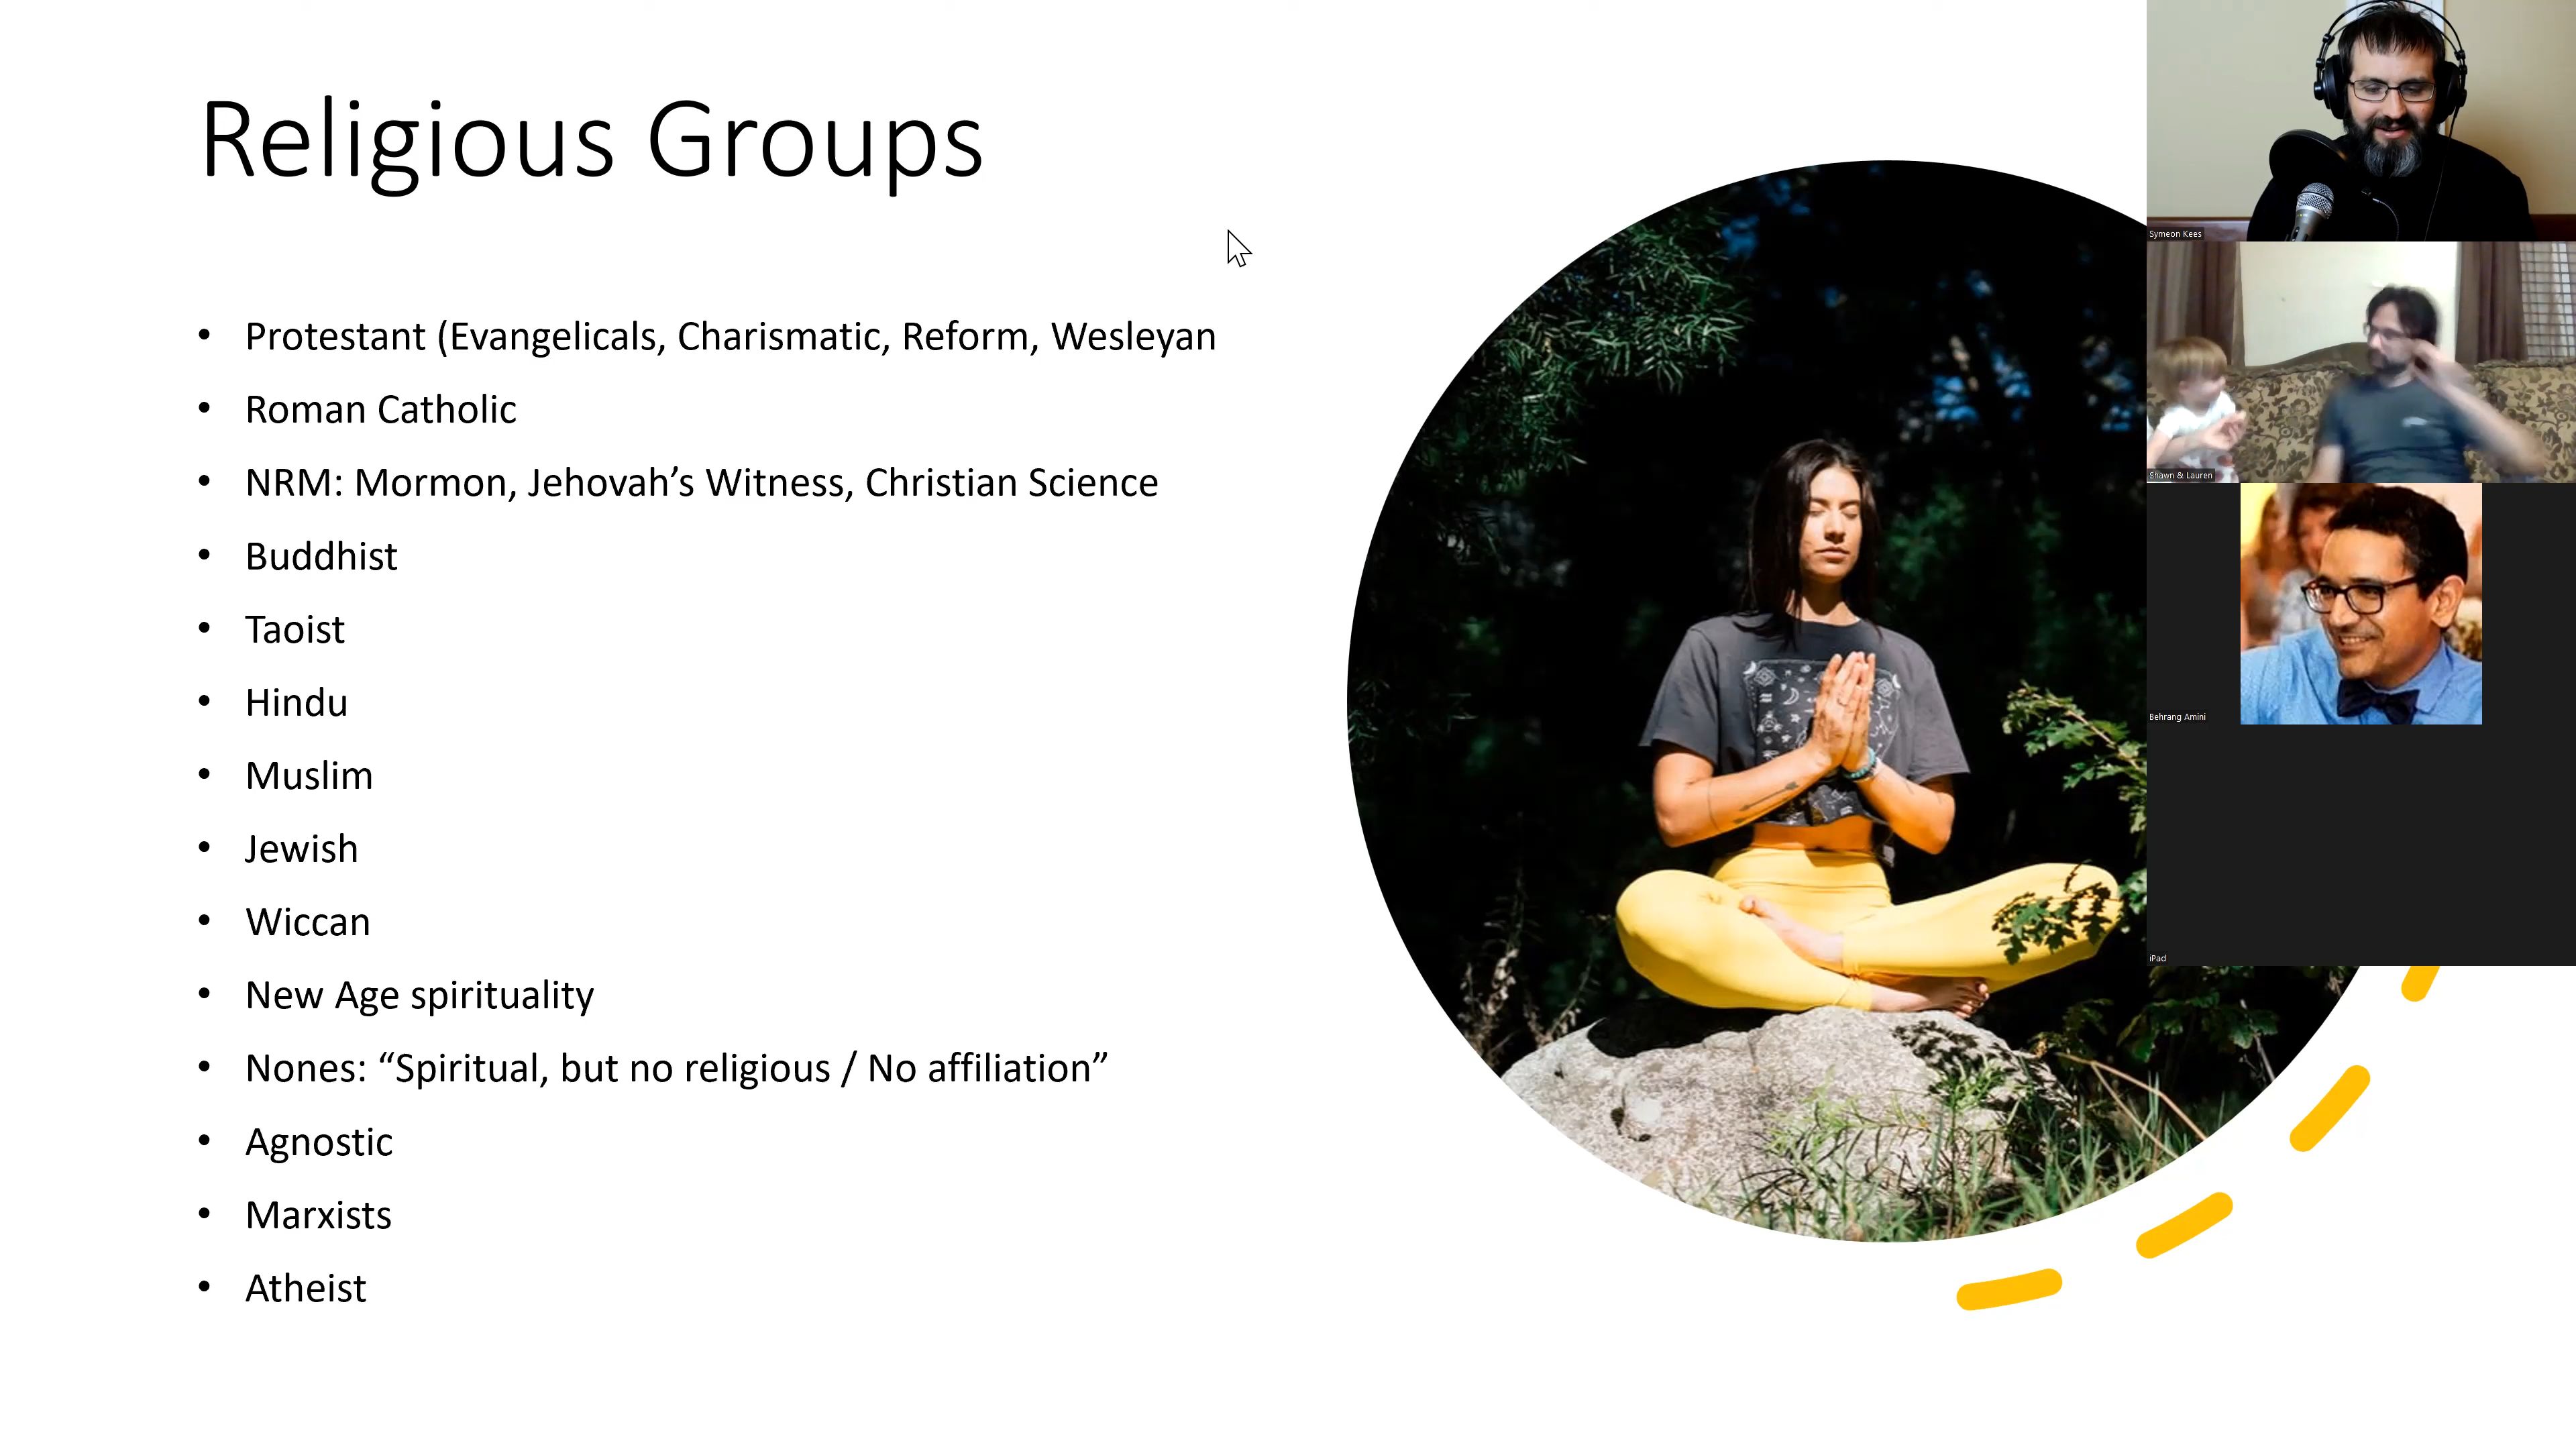 Religious Groups
• Protestant (Evangelicals, Charismatic, Reform, Wesleyan
• Roman Catholic
• NRM: Mormon, Jehovah’s Witness, Christian Science
• Buddhist
• Taoist
• Hindu
• Muslim
• Jewish
• Wiccan
• New Age spirituality
• Nones: “Spiritual, but no religious / No affiliation”
• Agnostic
• Marxists
• Atheist
Symeon Kees
Shawn & Lauren
Behrang Amini
iPad